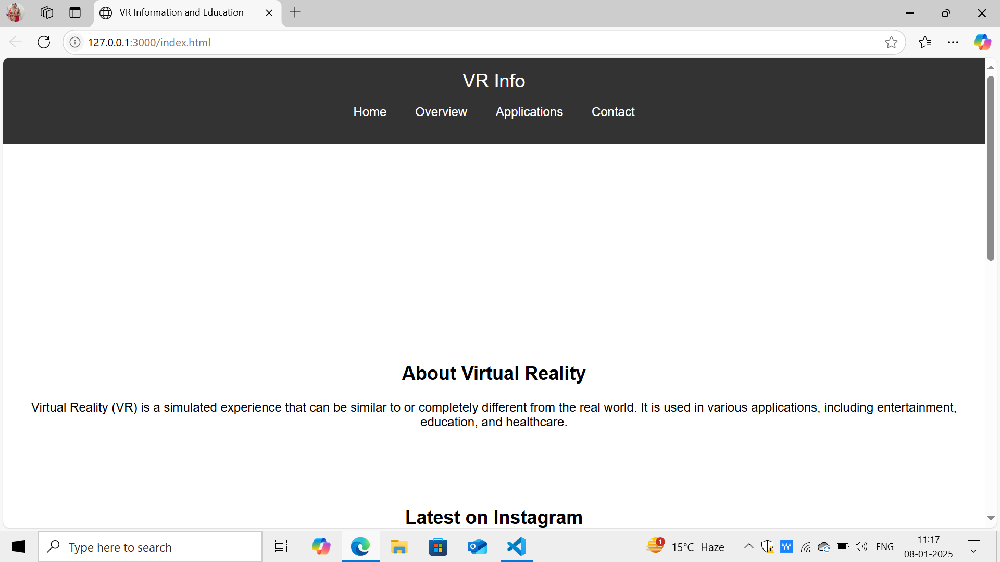 VR Information and Education
127.0.0.1:3000/index.html
VR Info
Home Overview Applications Contact
About Virtual Reality
Virtual Reality (VR) is a simulated experience that can be similar to or completely different from the real world. It is used in various applications, including entertainment,
education, and healthcare.
Latest on Instagram
Type here to search
1
15°C Haze
W
ENG
11:17
08-01-2025